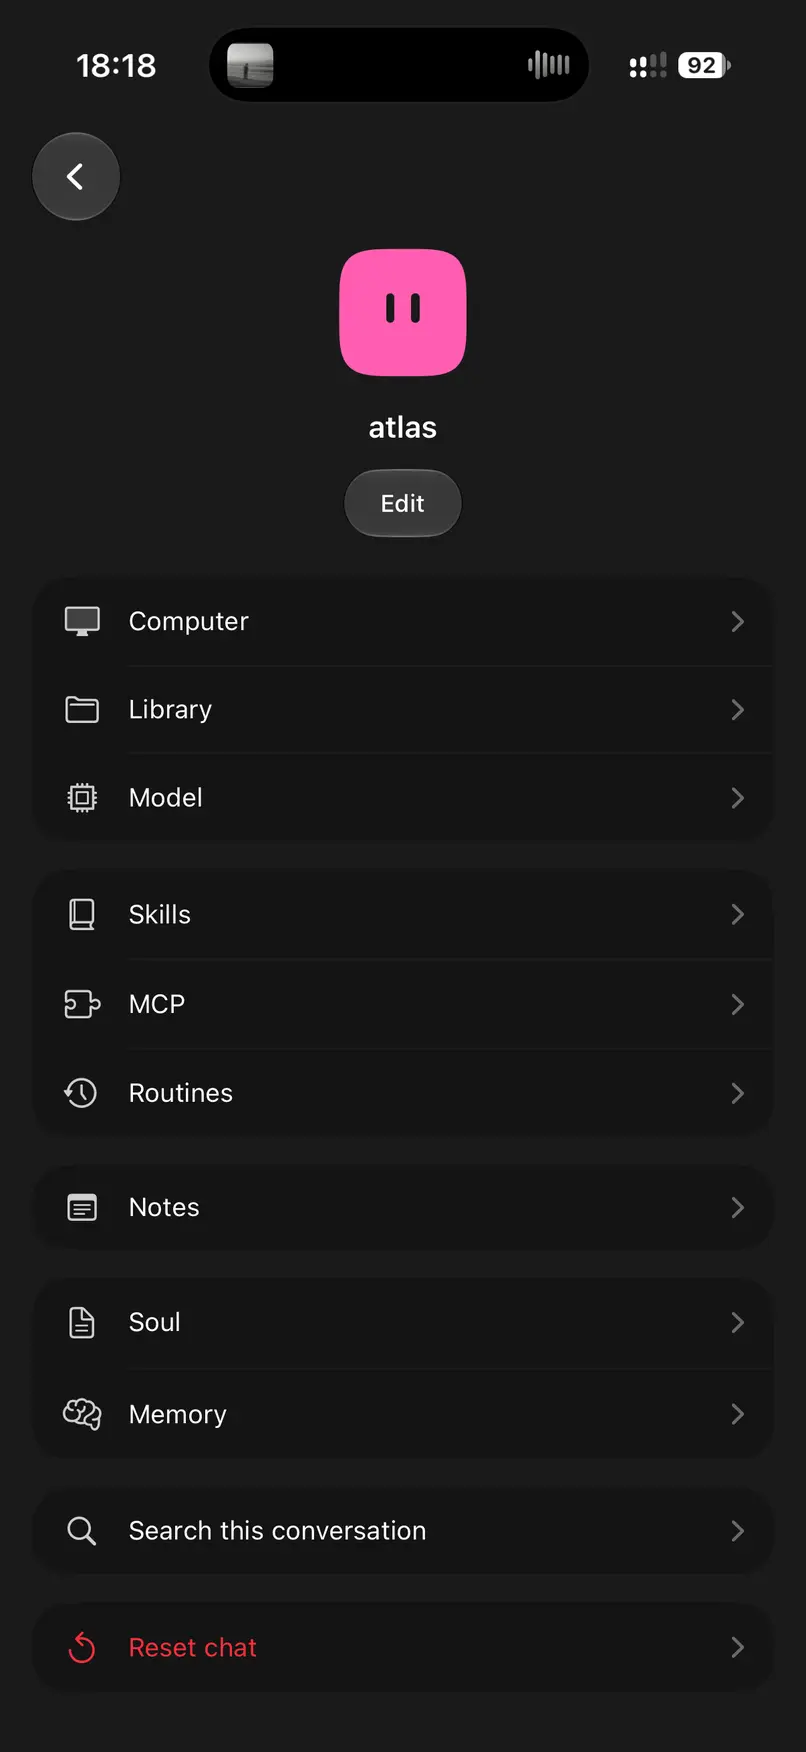 18:18
92
atlas
Edit
Computer
Library
Model
Skills
MCP
Routines
Notes
Soul
Memory
Search this conversation
Reset chat